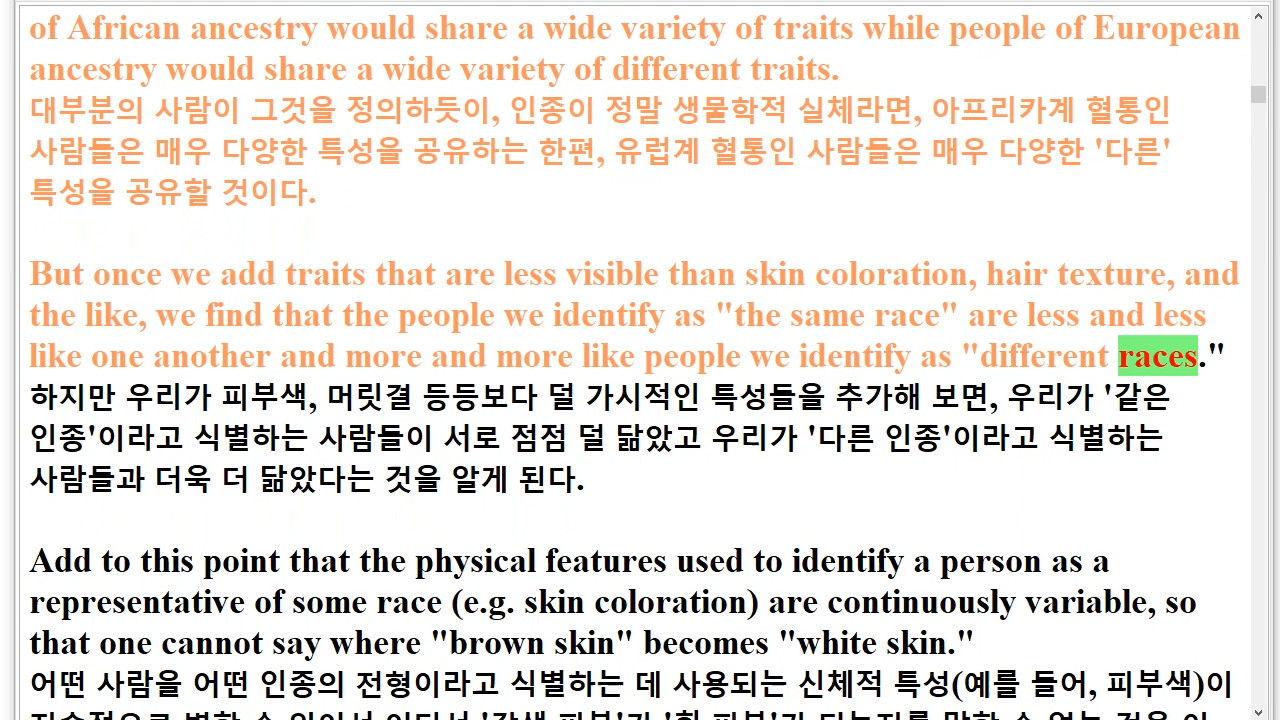 of African ancestry would share a wide variety of traits while people of European
ancestry would share a wide variety of different traits.
대부분의 사람이 그것을 정의하듯이, 인종이 정말 생물학적 실체라면, 아프리카계 혈통인
사람들은 매우 다양한 특성을 공유하는 한편, 유럽계 혈통인 사람들은 매우 다양한 '다른'
특성을 공유할 것이다.
But once we add traits that are less visible than skin coloration, hair texture, and
the like, we find that the people we identify as "the same race" are less and less
like one another and more and more like people we identify as "different races."
하지만 우리가 피부색, 머릿결 등등보다 덜 가시적인 특성들을 추가해 보면, 우리가 '같은
인종'이라고 식별하는 사람들이 서로 점점 덜 닮았고 우리가 '다른 인종'이라고 식별하는
사람들과 더욱 더 닮았다는 것을 알게 된다.
Add to this point that the physical features used to identify a person as a
representative of some race (e.g. skin coloration) are continuously variable, so
that one cannot say where "brown skin" becomes "white skin."
어떤 사람을 어떤 인종의 전형이라고 식별하는 데 사용되는 신체적 특성(예를 들어, 피부색)이